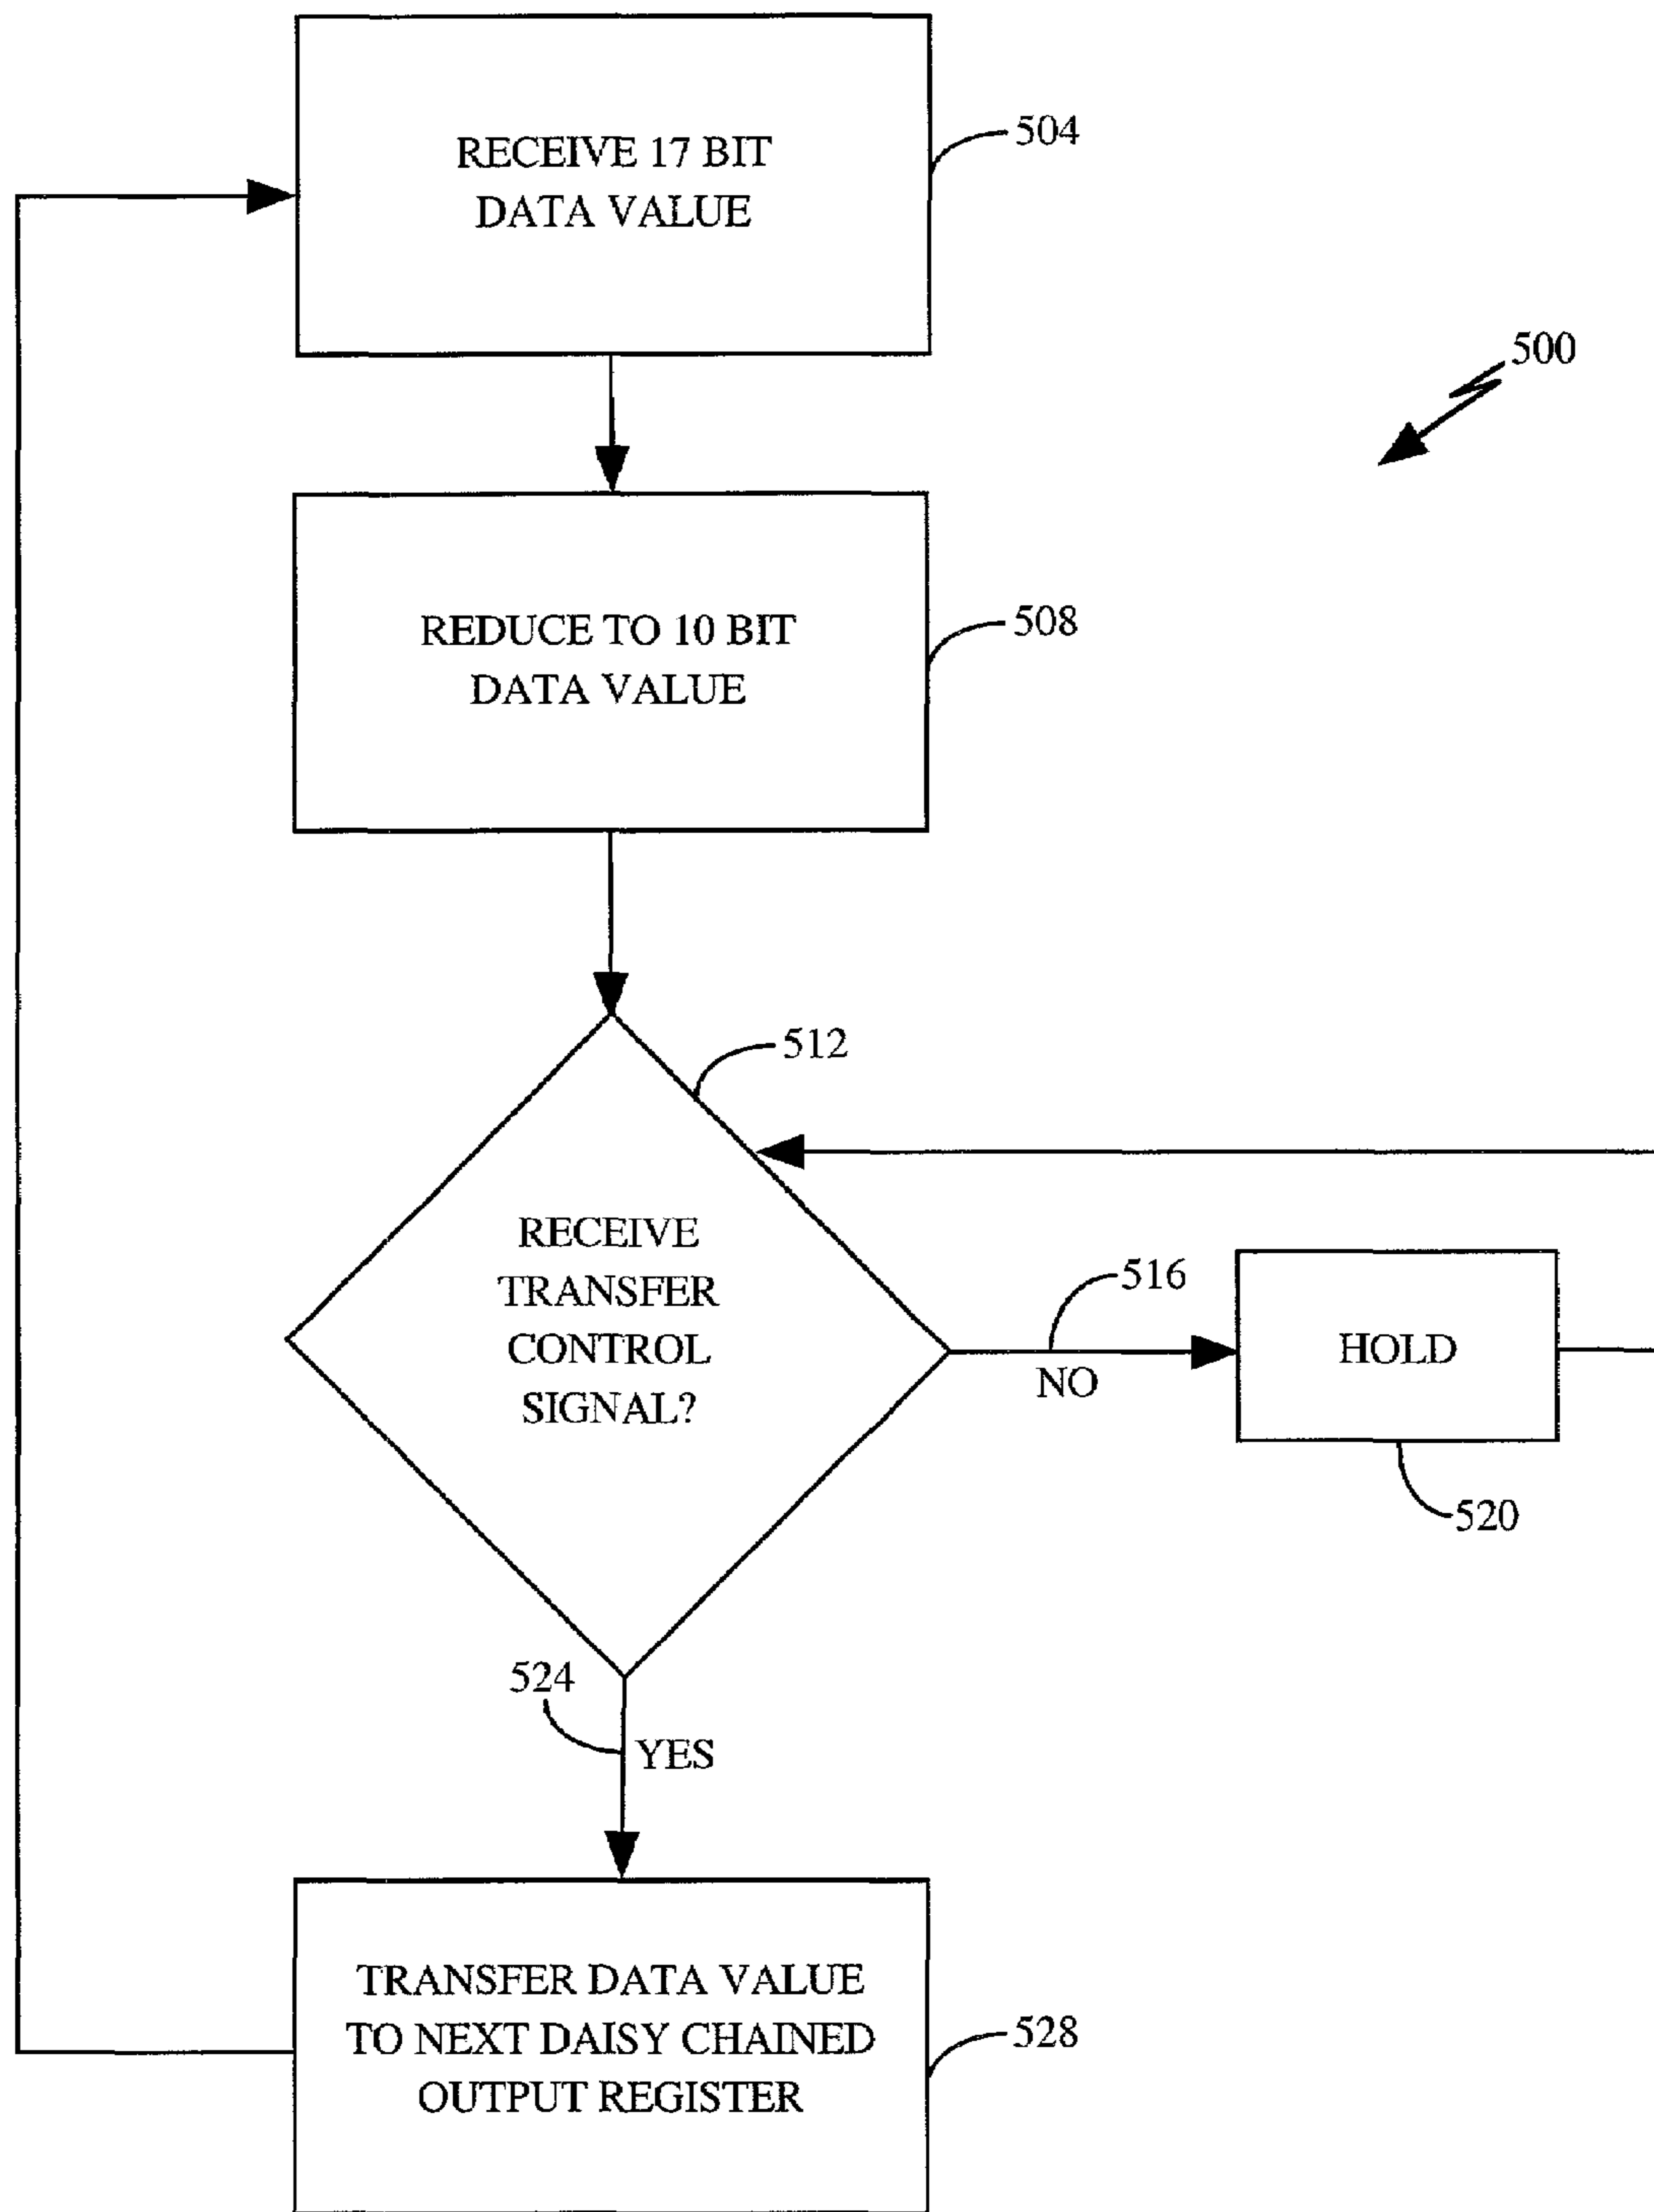 RECEIVE 17 BIT
DATA VALUE
504
500
REDUCE TO 10 BIT
DATA VALUE
508
512
RECEIVE
TRANSFER
CONTROL
SIGNAL?
516
NO
HOLD
520
524
YES
TRANSFER DATA VALUE
TO NEXT DAISY CHAINED
OUTPUT REGISTER
528